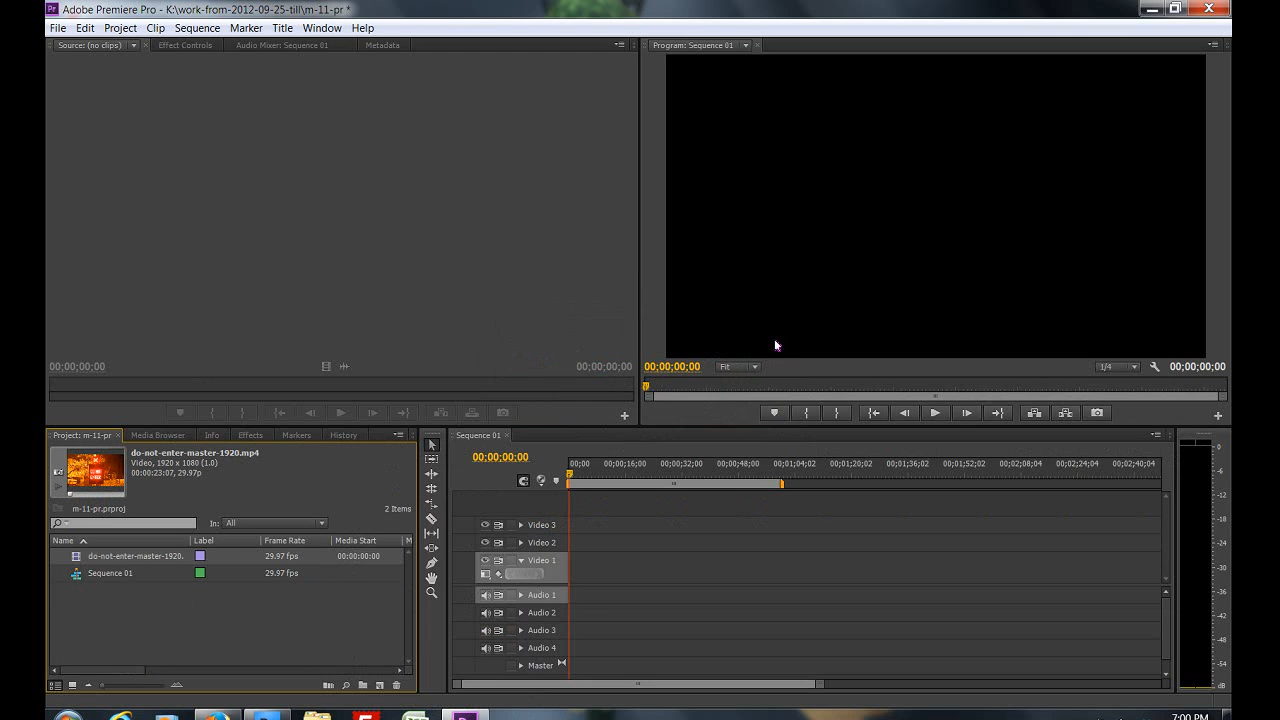 Pr Adobe Premiere Pro - K:\work-from-2012-09-25-till\m-11-pr *
File Edit Project Clip Sequence Marker Title Window Help
Source: (no clips) Effect Controls Audio Mixer: Sequence 01 Metadata
Program: Sequence 01
00;00;00;00 00;00;00;00
00;00;00;00 Fit 1/4 00;00;00;00
Project: m-11-pr Media Browser Info Effects Markers History
do-not-enter-master-1920.mp4
Video, 1920 x 1080 (1.0)
00;00;23;07, 29.97p
m-11-pr.prproj 2 Items
In: All
Name Label Frame Rate Media Start M
do-not-enter-master-1920. 29.97 fps 00;00;00;00
Sequence 01 29.97 fps
Sequence 01
00;00;00;00
00;00 00;00;16;00 00;00;32;00 00;00;48;00 00;01;04;02 00;01;20;02 00;01;36;02 00;01;52;02 00;02;08;04 00;02;24;04 00;02;40;04
Video 3
Video 2
Video 1
Audio 1
Audio 2
Audio 3
Audio 4
Master
0
-6
-12
-18
-24
-30
-36
-42
-48
-54
dB
7:00 PM